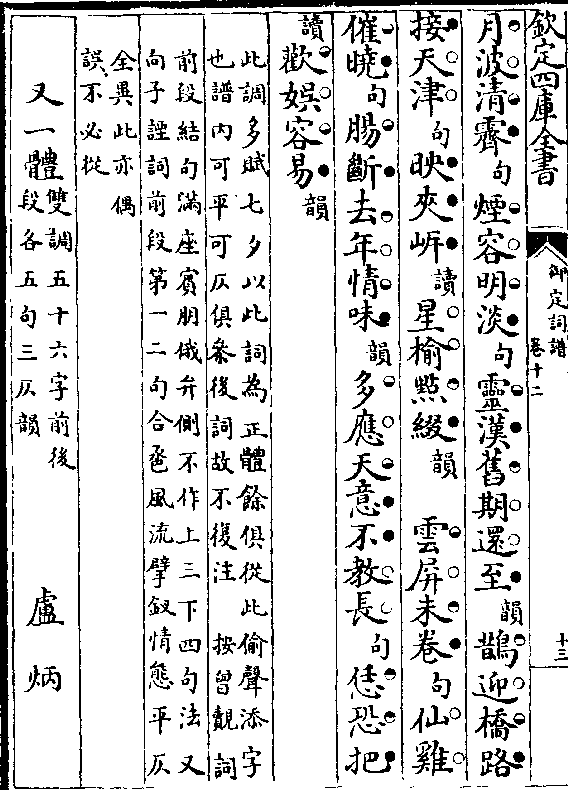 欽定四庫全書
御定詞譜
卷十二
十三
月波清霽句煙容明淡句靈漢舊期還至韻鵲迎橋路
接天津句映夾岍讀星榆㸃綴韻　雲屏未卷句仙雞
催曉句腸斷去年情味韻多應天意不教長句恁恐把
讀歡娛容易韻
此調多賦七夕以此詞為正體餘俱從此偷聲添字
也譜內可平可仄俱叅後詞故不復注　按曾覿詞
前段結句滿座賓朋俄弁側不作上三下四句法又
向子諲詞前段第一二句合巹風流擘釵情態平仄
全異此亦偶
誤不必從
又一體雙調五十六字前後
段各五句三仄韻　盧炳